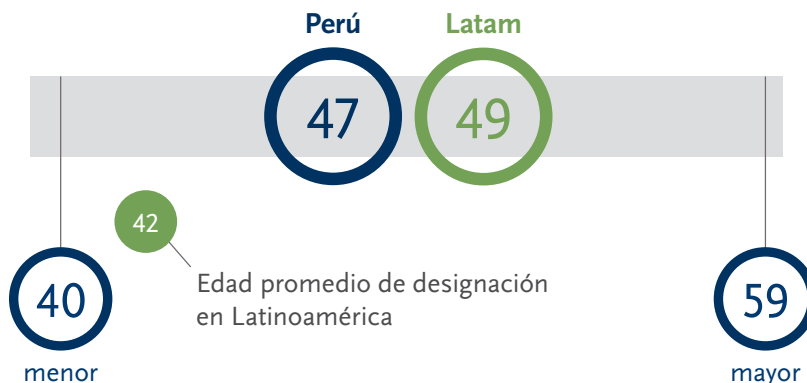 Perú
Latam
47
49
42
Edad promedio de designación
en Latinoamérica
40
59
menor
mayor